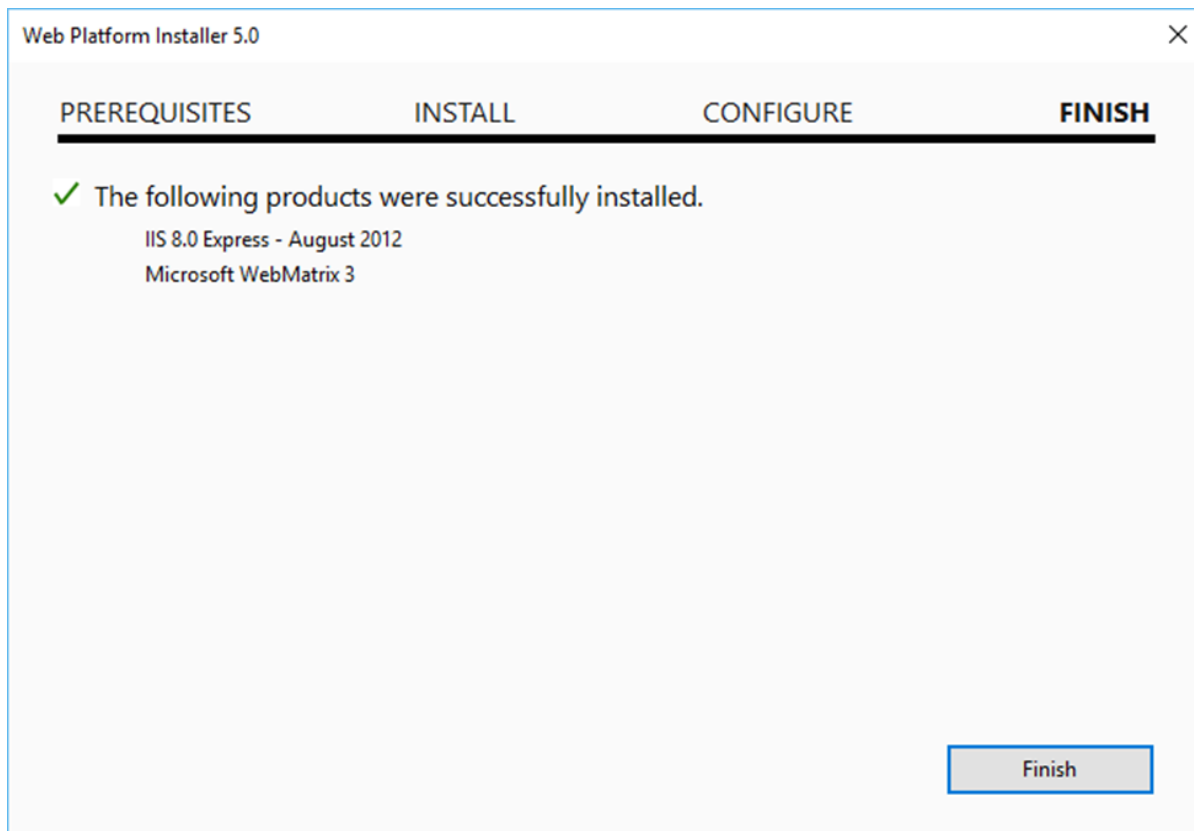 Web Platform Installer 5.0
PREREQUISITES INSTALL CONFIGURE FINISH
The following products were successfully installed.
IIS 8.0 Express - August 2012
Microsoft WebMatrix 3
Finish